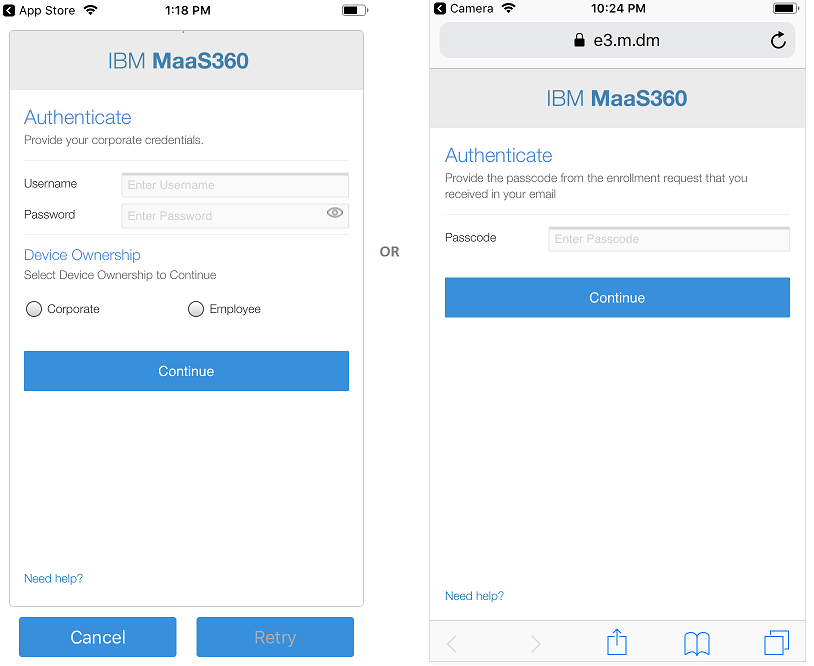 App Store
1:18 PM
IBM MaaS360
Authenticate
Provide your corporate credentials.
Username
Enter Username
Password
Enter Password
Device Ownership
Select Device Ownership to Continue
Corporate
Employee
Continue
Need help?
Cancel
Retry
OR
Camera
10:24 PM
e3.m.dm
IBM MaaS360
Authenticate
Provide the passcode from the enrollment request that you
received in your email
Passcode
Enter Passcode
Continue
Need help?